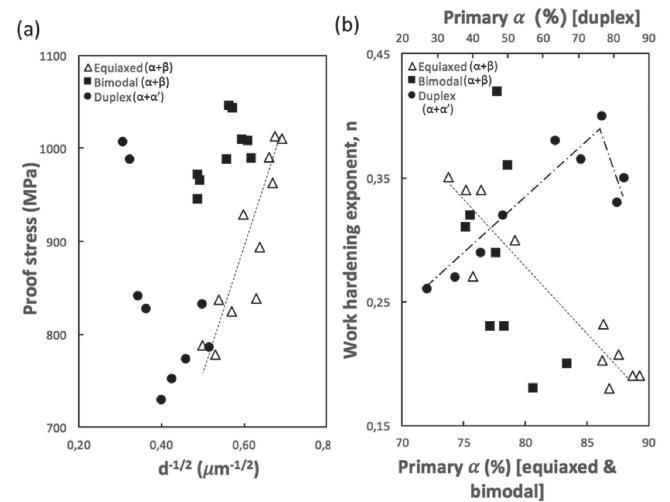 (a)
Proof stress (MPa)
1100
1000
900
800
700
Equiaxed (α+β)
Bimodal (α+β)
Duplex (α+α')
0,20
0,40
0,60
0,8
d-1/2 (μm-1/2)
(b)
Primary α (%) [duplex]
20
30
40
50
60
70
80
90
Work hardening exponent, n
0,45
0,35
0,25
0,15
Equiaxed (α+β)
Bimodal (α+β)
Duplex
(α+α')
70
75
80
85
90
Primary α (%) [equiaxed &
bimodal]